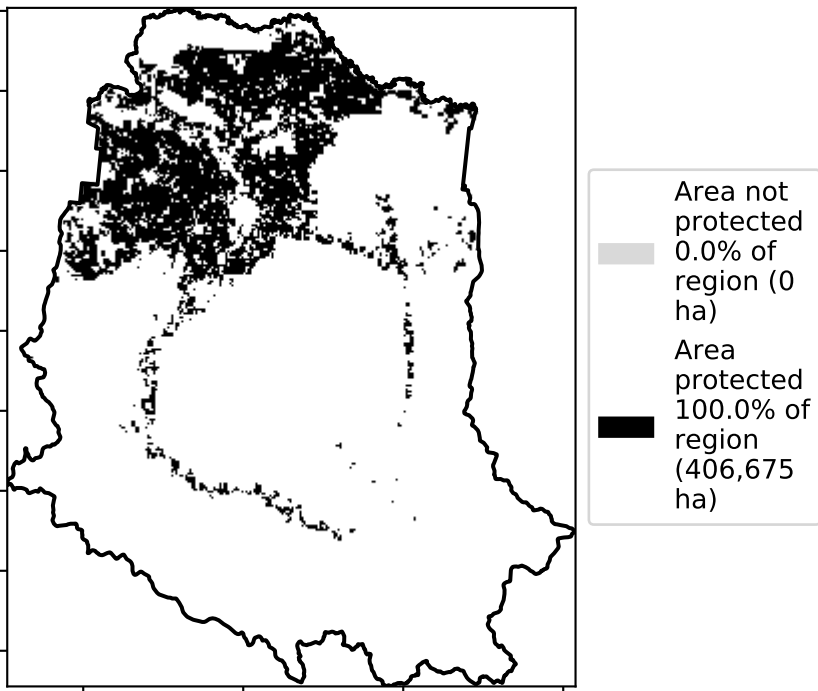 Area not
protected
0.0% of
region (0
ha)
Area
protected
100.0% of
region
(406,675
ha)